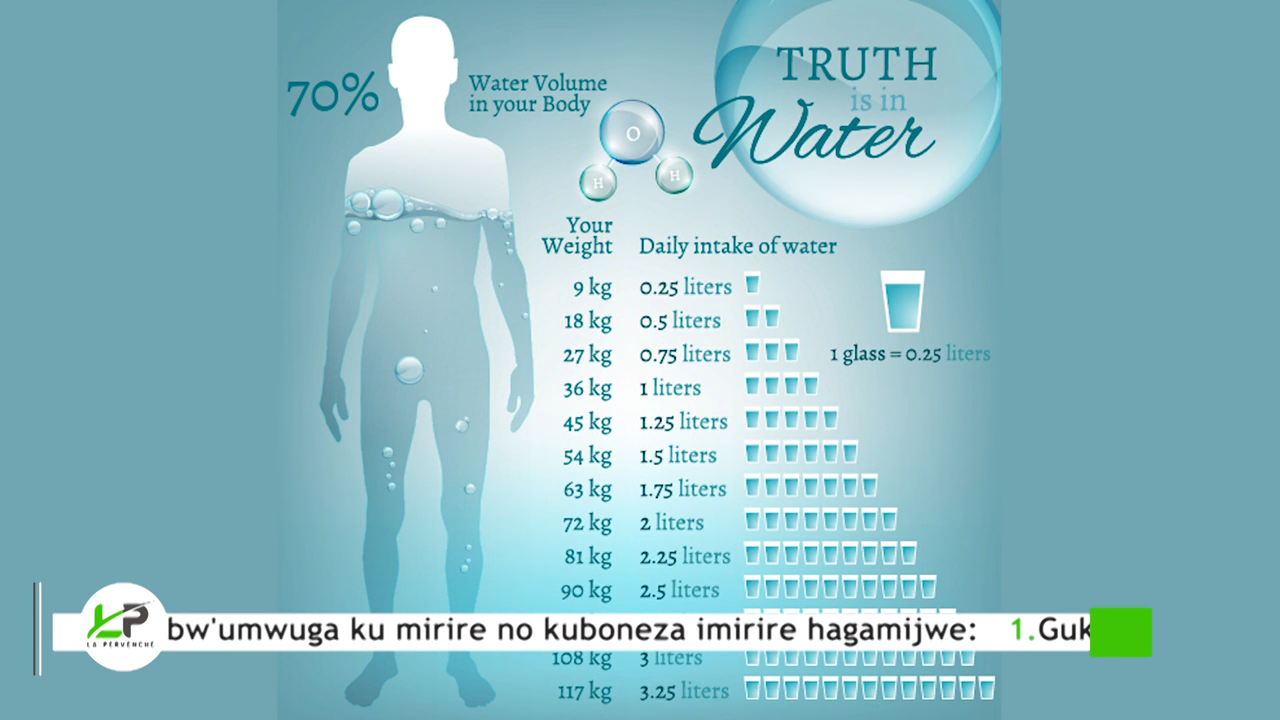 70%
Water Volume
in your Body
TRUTH
is in
Water
O
H
H
Your
Weight
Daily intake of water
9 kg 0.25 liters
18 kg 0.5 liters
27 kg 0.75 liters
1 glass = 0.25 liters
36 kg 1 liters
45 kg 1.25 liters
54 kg 1.5 liters
63 kg 1.75 liters
72 kg 2 liters
81 kg 2.25 liters
90 kg 2.5 liters
LP
LA PERVENCHE
bw'umwuga ku mirire no kuboneza imirire hagamijwe: 1.Guk
108 kg 3 liters
117 kg 3.25 liters